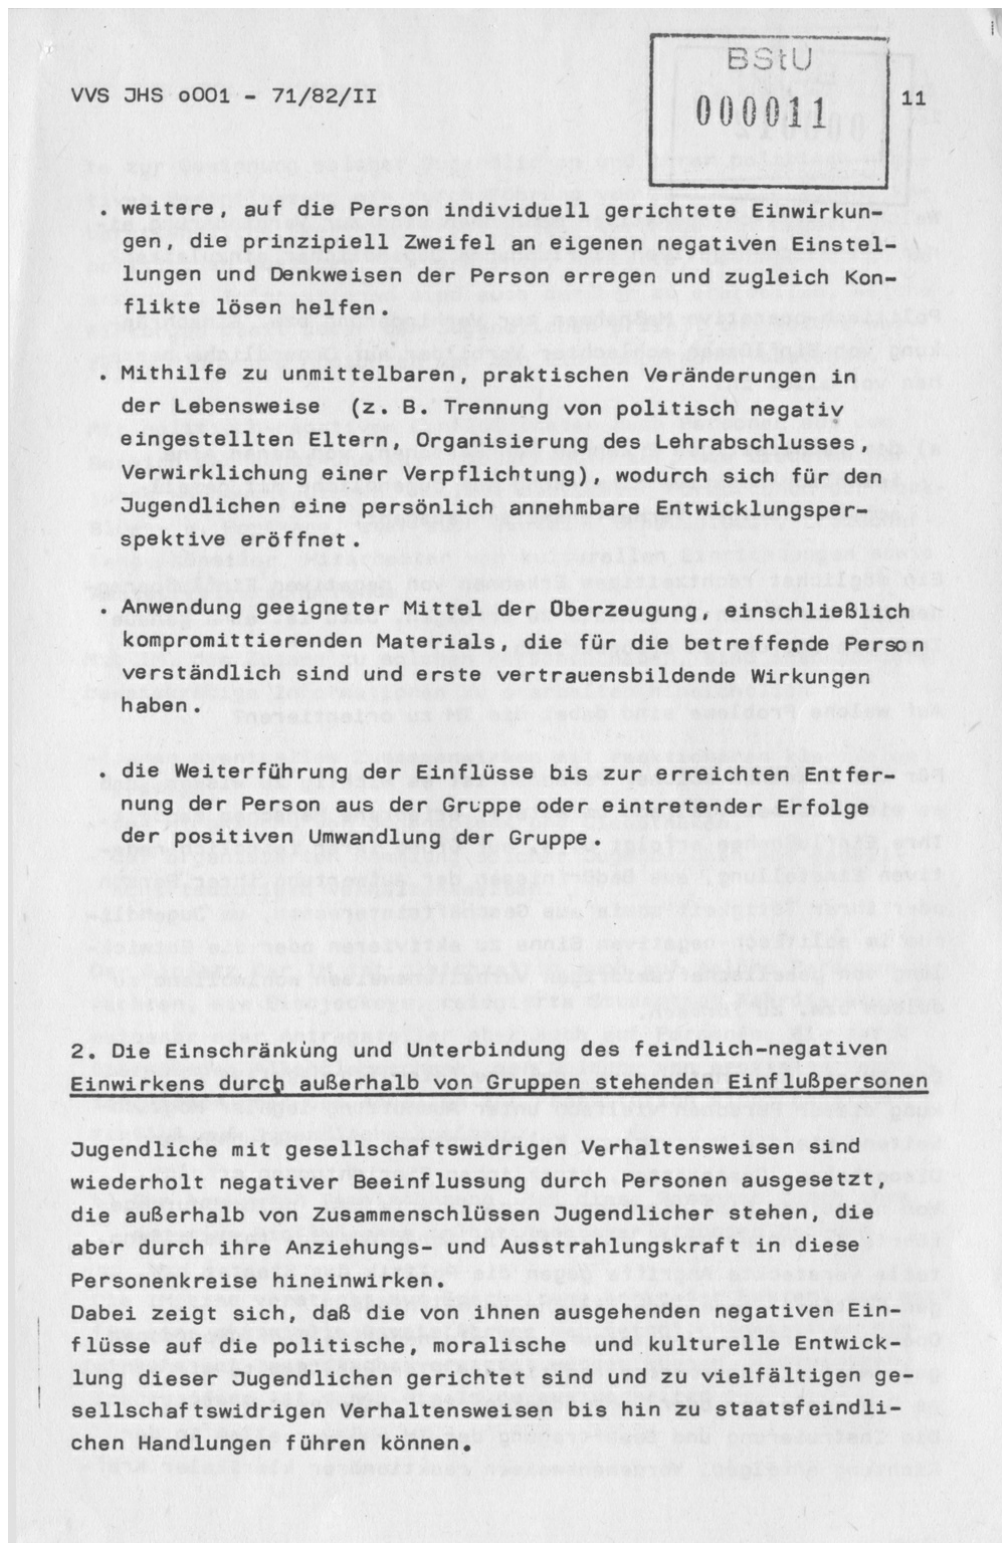 BStU
000011
VVS JHS o001 - 71/82/II
11
. weitere, auf die Person individuell gerichtete Einwirkun-
gen, die prinzipiell Zweifel an eigenen negativen Einstel-
lungen und Denkweisen der Person erregen und zugleich Kon-
flikte lösen helfen.
. Mithilfe zu unmittelbaren, praktischen Veränderungen in
der Lebensweise (z. B. Trennung von politisch negativ
eingestellten Eltern, Organisierung des Lehrabschlusses,
Verwirklichung einer Verpflichtung), wodurch sich für den
Jugendlichen eine persönlich annehmbare Entwicklungsper-
spektive eröffnet.
. Anwendung geeigneter Mittel der Oberzeugung, einschließlich
kompromittierenden Materials, die für die betreffende Person
verständlich sind und erste vertrauensbildende Wirkungen
haben.
. die Weiterführung der Einflüsse bis zur erreichten Entfer-
nung der Person aus der Gruppe oder eintretender Erfolge
der positiven Umwandlung der Gruppe.
2. Die Einschränküng und Unterbindung des feindlich-negativen
Einwirkens durch außerhalb von Gruppen stehenden Einflußpersonen
Jugendliche mit gesellschaftswidrigen Verhaltensweisen sind
wiederholt negativer Beeinflussung durch Personen ausgesetzt,
die außerhalb von Zusammenschlüssen Jugendlicher stehen, die
aber durch ihre Anziehungs- und Ausstrahlungskraft in diese
Personenkreise hineinwirken.
Dabei zeigt sich, daß die von ihnen ausgehenden negativen Ein-
flüsse auf die politische, moralische und kulturelle Entwick-
lung dieser Jugendlichen gerichtet sind und zu vielfältigen ge-
sellschaftswidrigen Verhaltensweisen bis hin zu staatsfeindli-
chen Handlungen führen können.